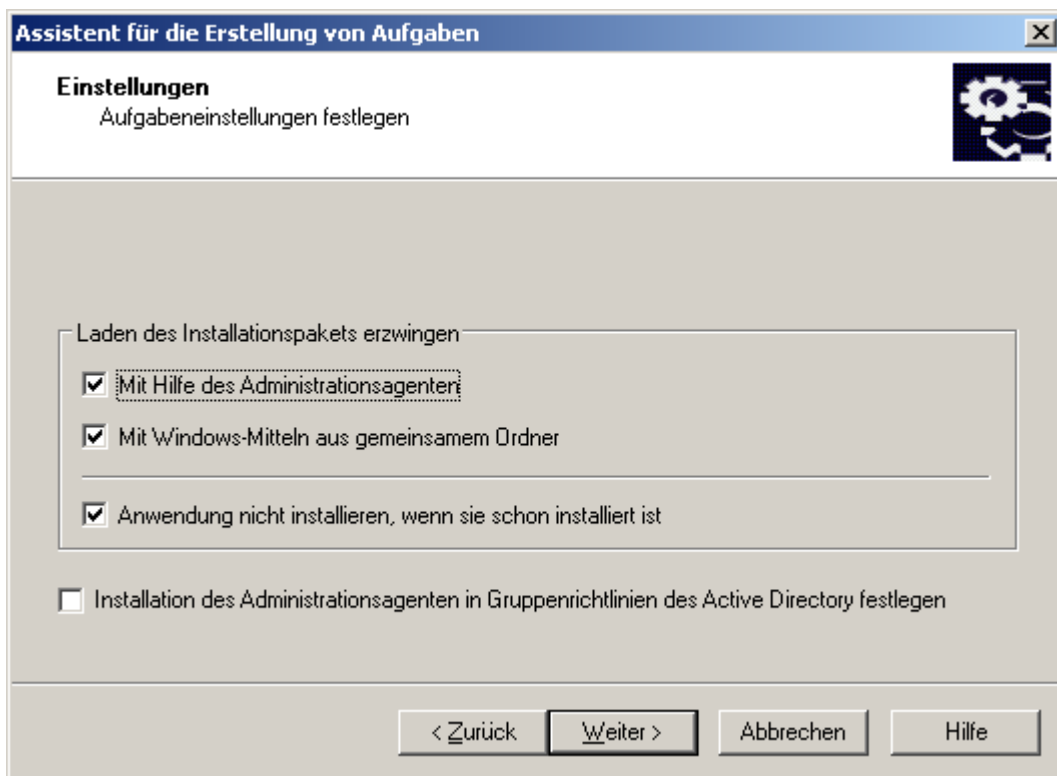 Assistent für die Erstellung von Aufgaben
Einstellungen
Aufgabeneinstellungen festlegen
Laden des Installationspakets erzwingen
Mit Hilfe des Administrationsagenten
Mit Windows-Mitteln aus gemeinsamem Ordner
Anwendung nicht installieren, wenn sie schon installiert ist
Installation des Administrationsagenten in Gruppenrichtlinien des Active Directory festlegen
< Zurück Weiter > Abbrechen Hilfe